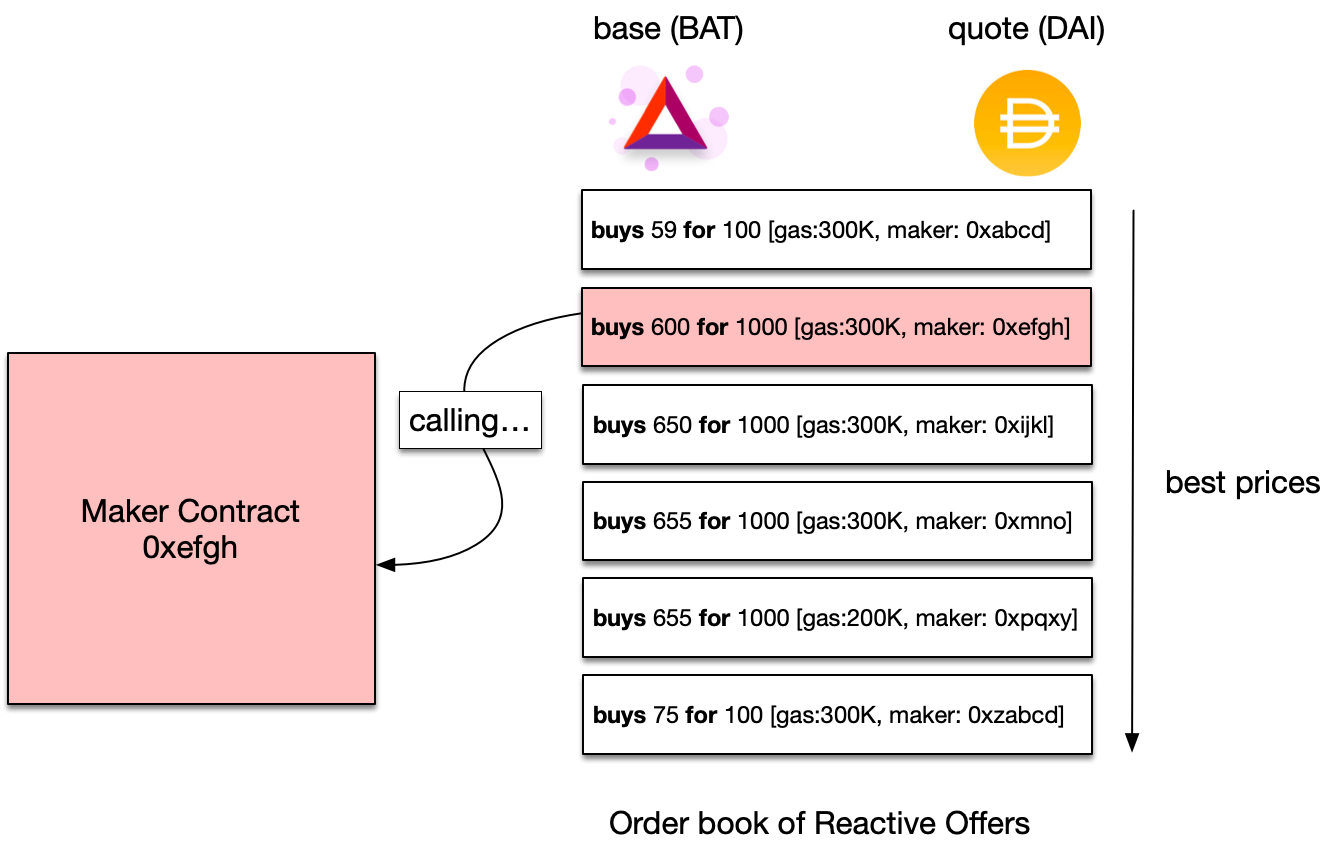 base (BAT)
quote (DAI)
buys 59 for 100 [gas:300K, maker: 0xabcd]
buys 600 for 1000 [gas:300K, maker: 0xefgh]
calling…
buys 650 for 1000 [gas:300K, maker: 0xijkl]
best prices
Maker Contract
0xefgh
buys 655 for 1000 [gas:300K, maker: 0xmno]
buys 655 for 1000 [gas:200K, maker: 0xpqxy]
buys 75 for 100 [gas:300K, maker: 0xzabcd]
Order book of Reactive Offers